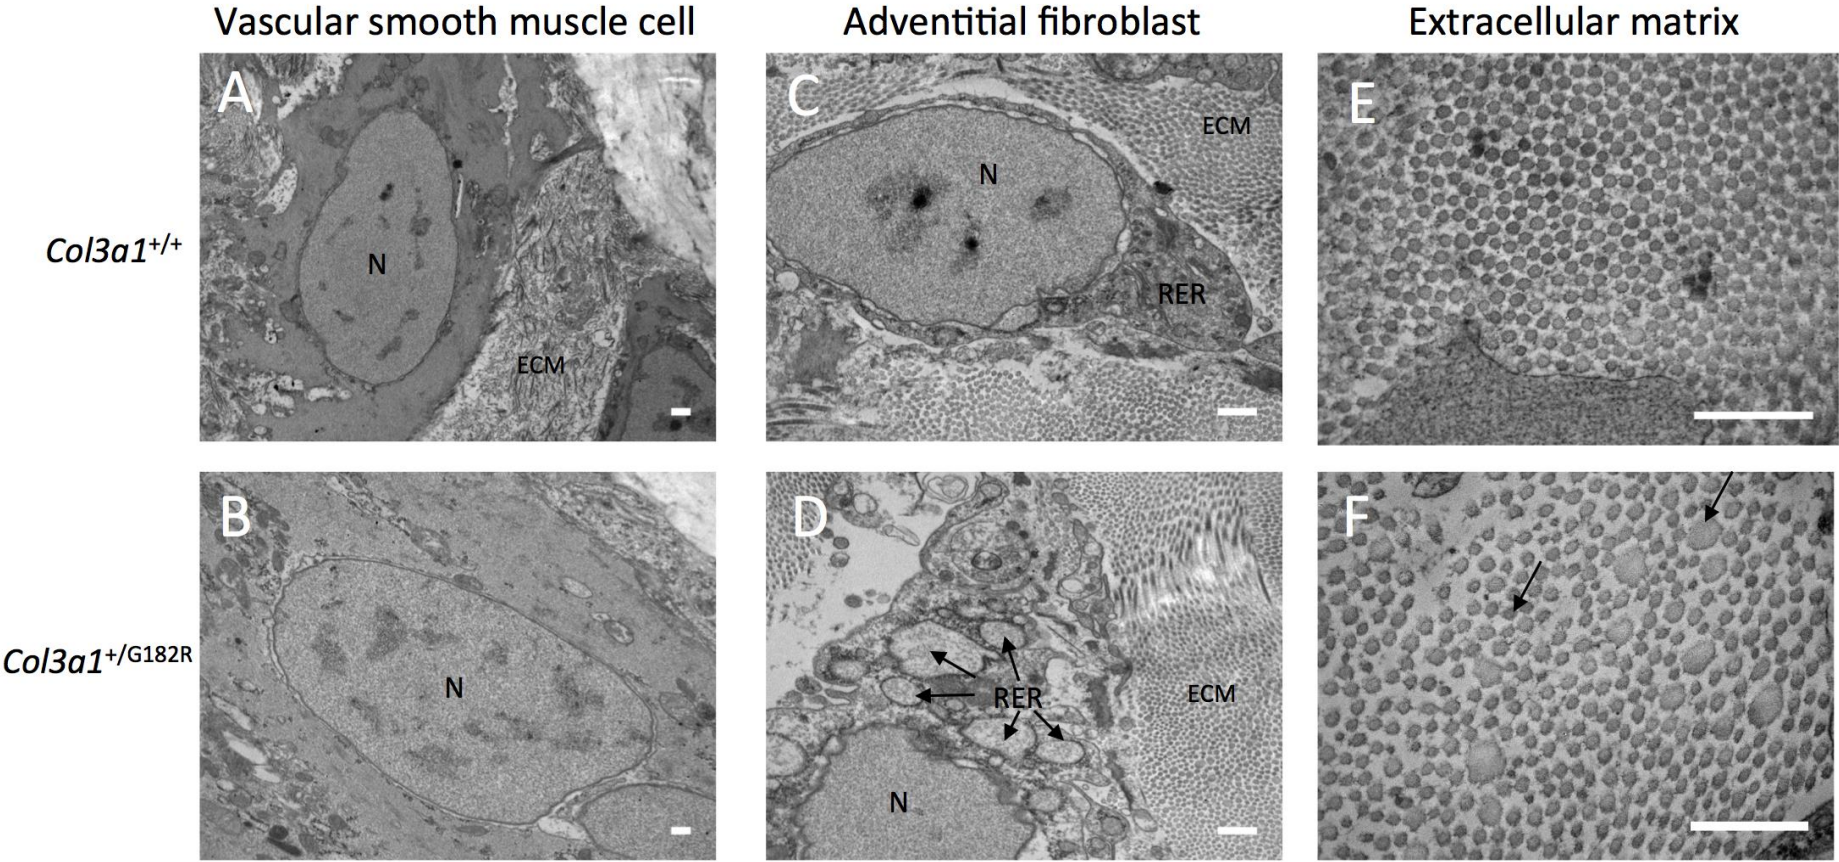 Vascular smooth muscle cell
Adventitial fibroblast
Extracellular matrix
Col3a1+/+
A
N
ECM
C
ECM
N
RER
E
Col3a1+/G182R
B
N
D
RER
ECM
N
F